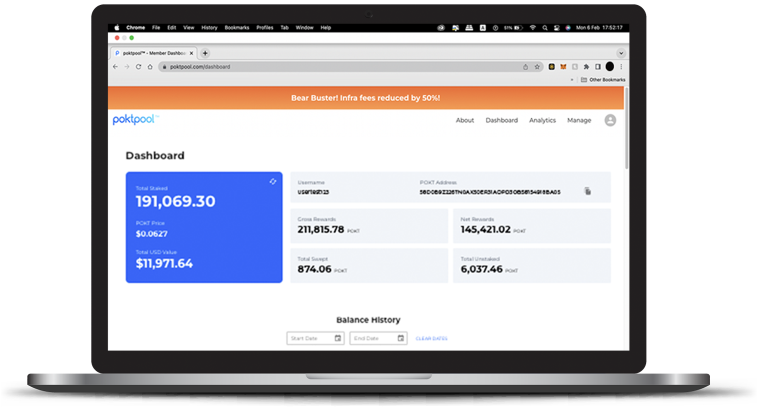 Chrome File Edit View History Bookmarks Profiles Tab Window Help
51% Mon 6 Feb 17:52:17
poktpool™ - Member Dashboa
poktpool.com/dashboard
» Other Bookmarks
Bear Buster! Infra fees reduced by 50%!
poktpool™ About Dashboard Analytics Manage
Dashboard
Total Staked
191,069.30
POKT Price
$0.0627
Total USD Value
$11,971.64
Username
POKT Address
Gross Rewards
211,815.78 POKT
Net Rewards
145,421.02 POKT
Total Swept
874.06 POKT
Total Unstaked
6,037.46 POKT
Balance History
Start Date End Date CLEAR DATES